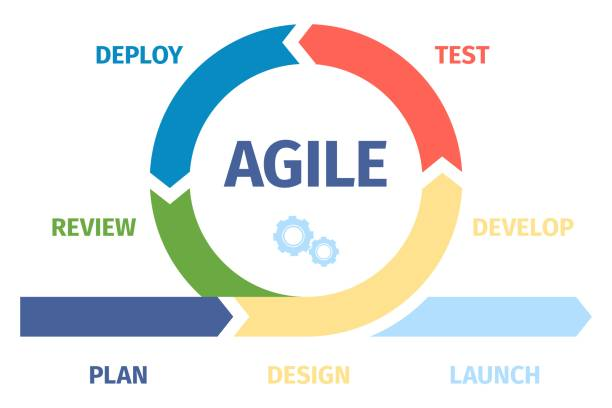 DEPLOY
TEST
AGILE
REVIEW
DEVELOP
PLAN
DESIGN
LAUNCH